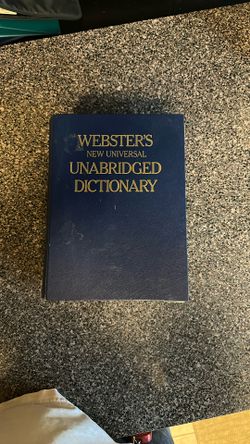 WEBSTER'S
NEW UNIVERSAL
UNABRIDGED
DICTIONARY